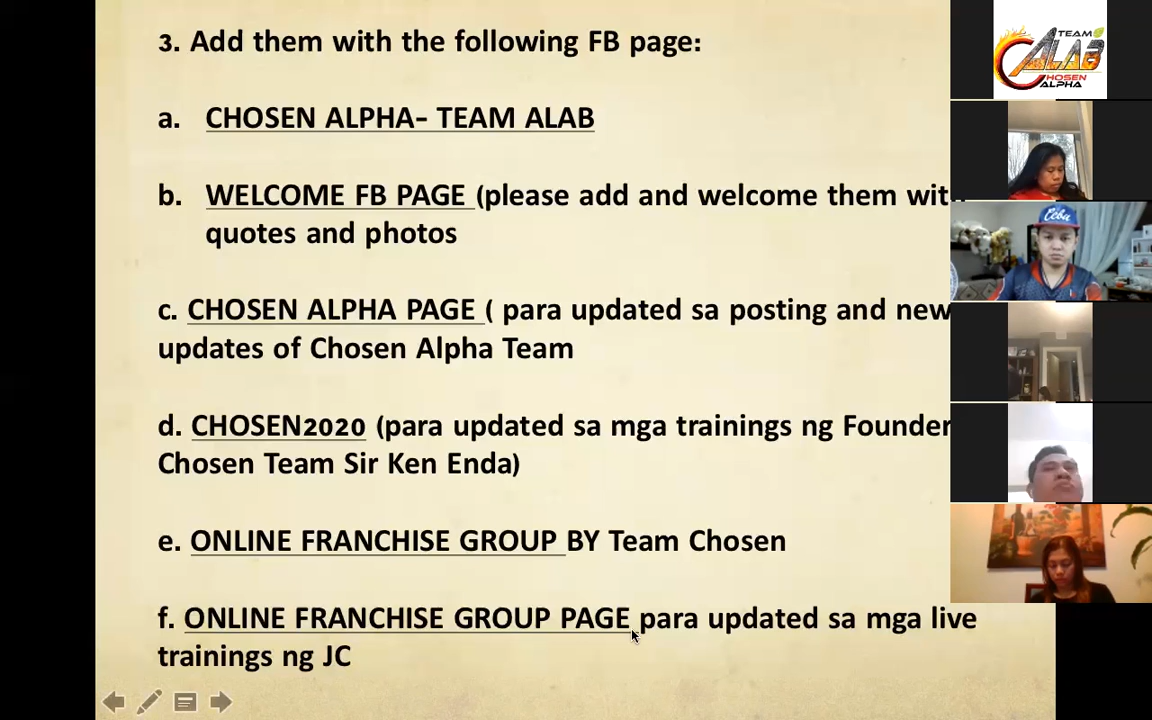 3. Add them with the following FB page:
a. CHOSEN ALPHA- TEAM ALAB
b. WELCOME FB PAGE (please add and welcome them with
quotes and photos
c. CHOSEN ALPHA PAGE ( para updated sa posting and new
updates of Chosen Alpha Team
d. CHOSEN2020 (para updated sa mga trainings ng Founder
Chosen Team Sir Ken Enda)
e. ONLINE FRANCHISE GROUP BY Team Chosen
f. ONLINE FRANCHISE GROUP PAGE para updated sa mga live
trainings ng JC
TEAM
ALAB
CHOSEN
ALPHA
Cebu